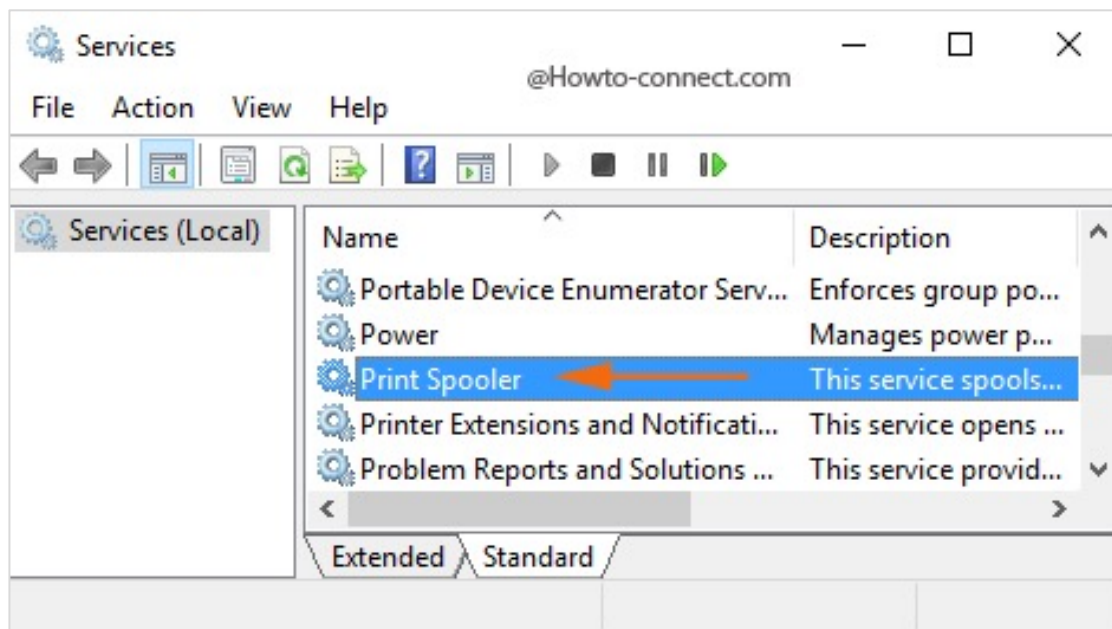 Services
@Howto-connect.com
File Action View Help
Services (Local)
Name Description
Portable Device Enumerator Serv... Enforces group po...
Power Manages power p...
Print Spooler This service spools...
Printer Extensions and Notificati... This service opens ...
Problem Reports and Solutions ... This service provid...
Extended Standard